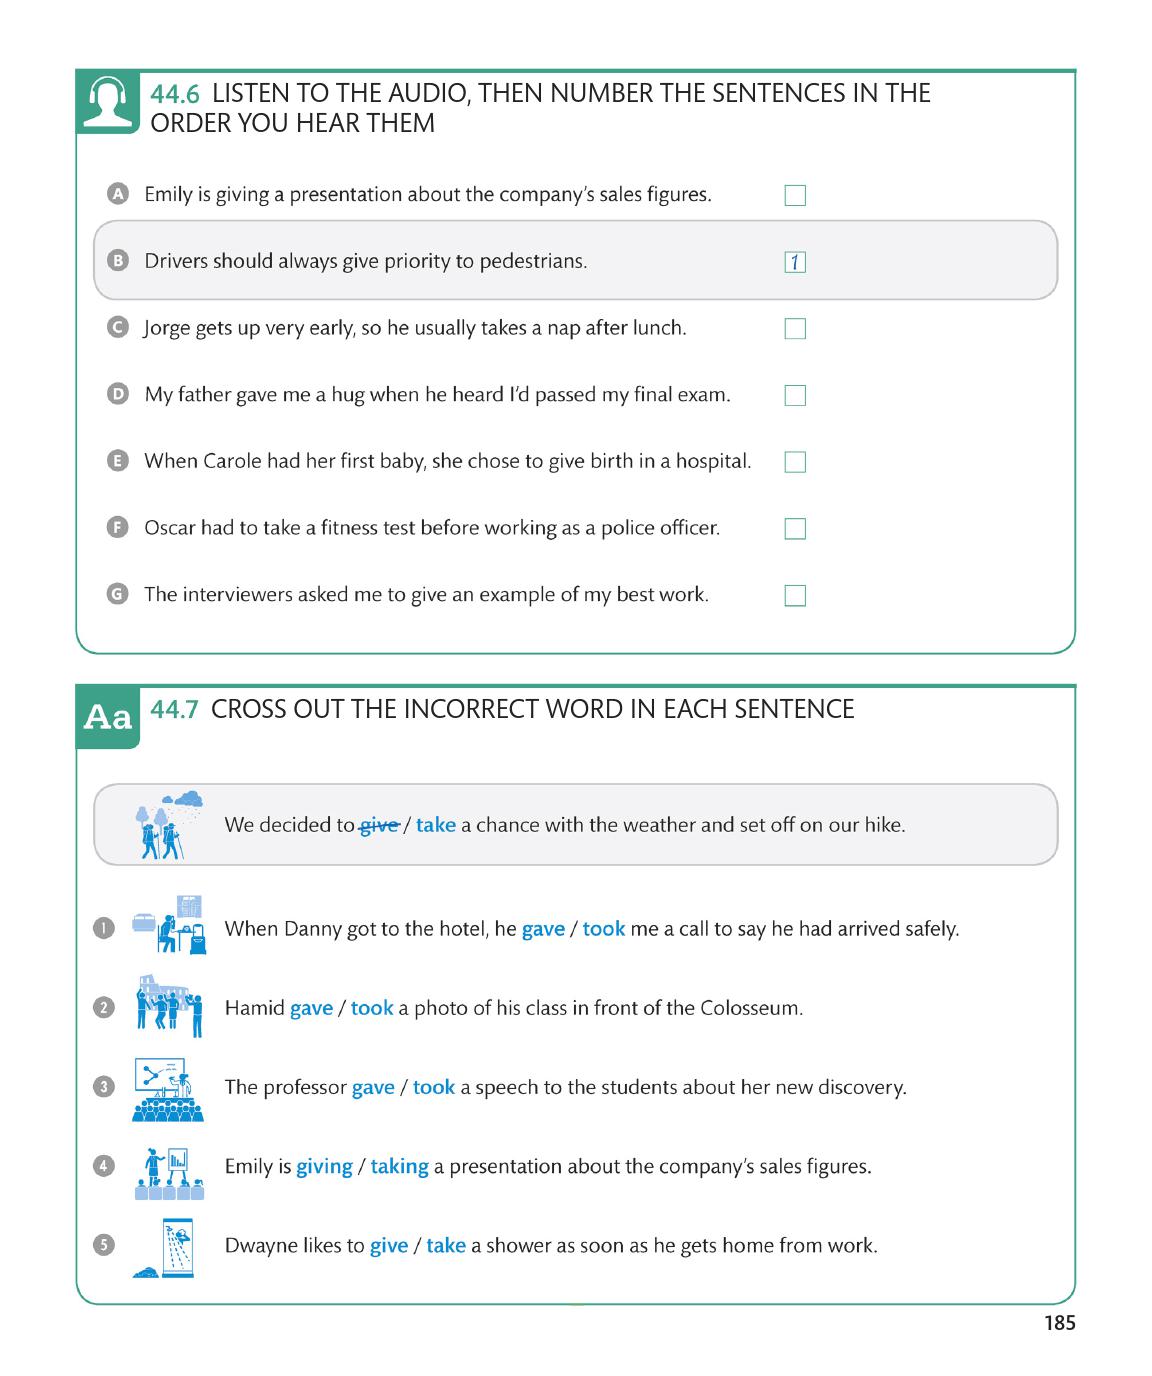 44.6 LISTEN TO THE AUDIO, THEN NUMBER THE SENTENCES IN THE
ORDER YOU HEAR THEM
A Emily is giving a presentation about the company's sales figures.
B Drivers should always give priority to pedestrians. 1
C Jorge gets up very early, so he usually takes a nap after lunch.
D My father gave me a hug when he heard I'd passed my final exam.
E When Carole had her first baby, she chose to give birth in a hospital.
F Oscar had to take a fitness test before working as a police officer.
G The interviewers asked me to give an example of my best work.
Aa 44.7 CROSS OUT THE INCORRECT WORD IN EACH SENTENCE
We decided to give / take a chance with the weather and set off on our hike.
1 When Danny got to the hotel, he gave / took me a call to say he had arrived safely.
2 Hamid gave / took a photo of his class in front of the Colosseum.
3 The professor gave / took a speech to the students about her new discovery.
4 Emily is giving / taking a presentation about the company's sales figures.
5 Dwayne likes to give / take a shower as soon as he gets home from work.
185